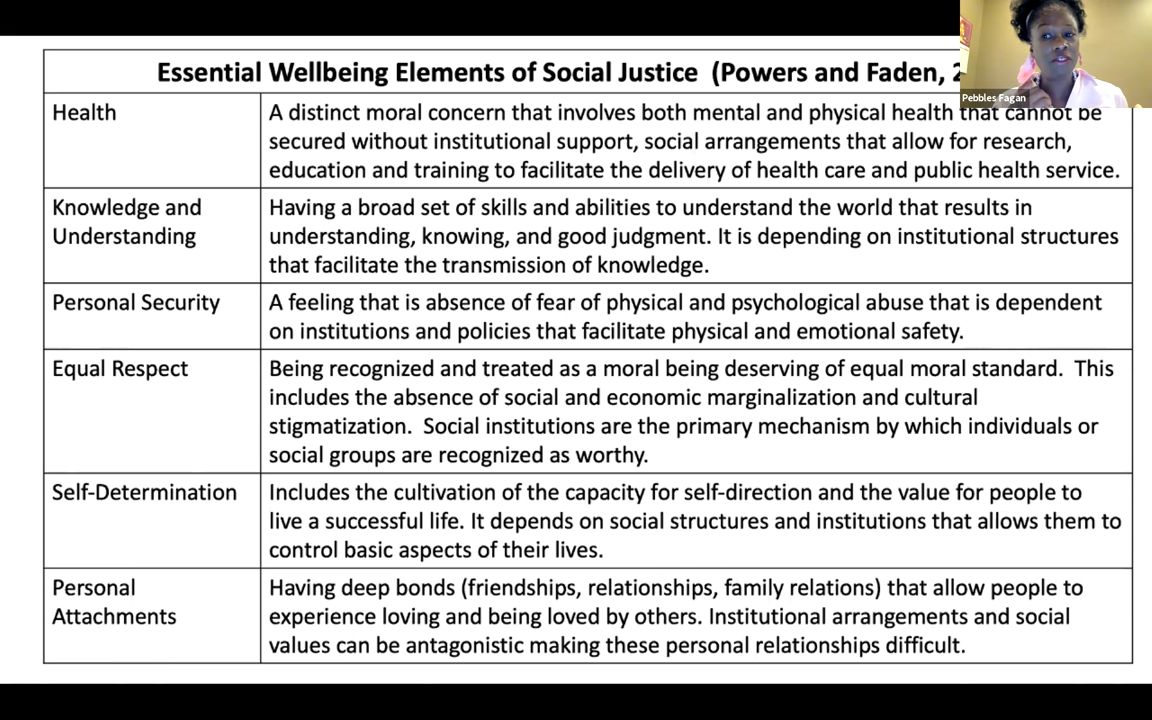 Essential Wellbeing Elements of Social Justice (Powers and Faden, 2
Pebbles Fagan
Health
A distinct moral concern that involves both mental and physical health that cannot be
secured without institutional support, social arrangements that allow for research,
education and training to facilitate the delivery of health care and public health service.
Knowledge and
Understanding
Having a broad set of skills and abilities to understand the world that results in
understanding, knowing, and good judgment. It is depending on institutional structures
that facilitate the transmission of knowledge.
Personal Security
A feeling that is absence of fear of physical and psychological abuse that is dependent
on institutions and policies that facilitate physical and emotional safety.
Equal Respect
Being recognized and treated as a moral being deserving of equal moral standard. This
includes the absence of social and economic marginalization and cultural
stigmatization. Social institutions are the primary mechanism by which individuals or
social groups are recognized as worthy.
Self-Determination
Includes the cultivation of the capacity for self-direction and the value for people to
live a successful life. It depends on social structures and institutions that allows them to
control basic aspects of their lives.
Personal
Attachments
Having deep bonds (friendships, relationships, family relations) that allow people to
experience loving and being loved by others. Institutional arrangements and social
values can be antagonistic making these personal relationships difficult.